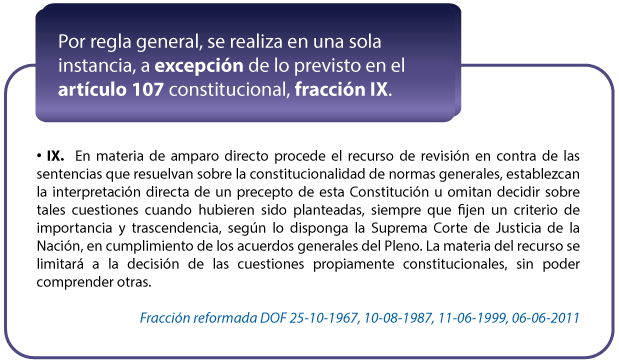 Por regla general, se realiza en una sola
instancia, a excepción de lo previsto en el
artículo 107 constitucional, fracción IX.
• IX. En materia de amparo directo procede el recurso de revisión en contra de las
sentencias que resuelvan sobre la constitucionalidad de normas generales, establezcan
la interpretación directa de un precepto de esta Constitución u omitan decidir sobre
tales cuestiones cuando hubieren sido planteadas, siempre que fijen un criterio de
importancia y trascendencia, según lo disponga la Suprema Corte de Justicia de la
Nación, en cumplimiento de los acuerdos generales del Pleno. La materia del recurso se
limitará a la decisión de las cuestiones propiamente constitucionales, sin poder
comprender otras.
Fracción reformada DOF 25-10-1967, 10-08-1987, 11-06-1999, 06-06-2011